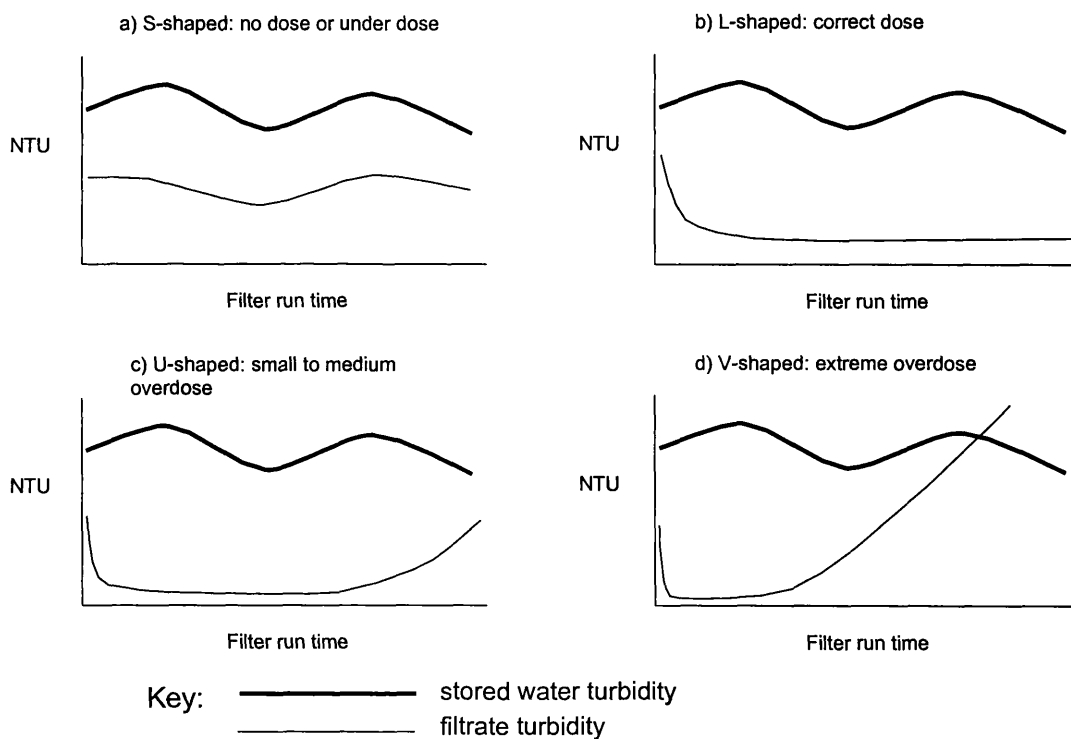 a) S-shaped: no dose or under dose
NTU
Filter run time
b) L-shaped: correct dose
NTU
Filter run time
c) U-shaped: small to medium
overdose
NTU
Filter run time
d) V-shaped: extreme overdose
NTU
Filter run time
Key:
stored water turbidity
filtrate turbidity